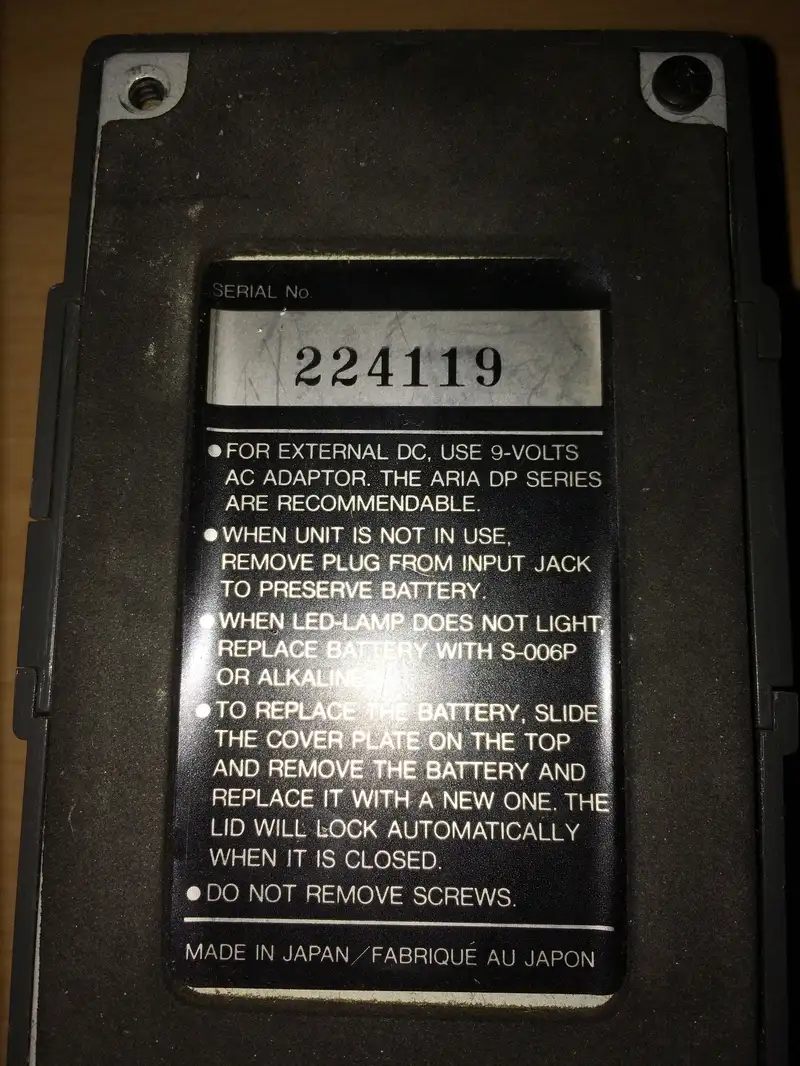 SERIAL No.
224119
● FOR EXTERNAL DC, USE 9-VOLTS
AC ADAPTOR. THE ARIA DP SERIES
ARE RECOMMENDABLE.
● WHEN UNIT IS NOT IN USE,
REMOVE PLUG FROM INPUT JACK
TO PRESERVE BATTERY.
● WHEN LED-LAMP DOES NOT LIGHT,
REPLACE BATTERY WITH S-006P
OR ALKALINE
● TO REPLACE THE BATTERY, SLIDE
THE COVER PLATE ON THE TOP
AND REMOVE THE BATTERY AND
REPLACE IT WITH A NEW ONE. THE
LID WILL LOCK AUTOMATICALLY
WHEN IT IS CLOSED.
● DO NOT REMOVE SCREWS.
MADE IN JAPAN/FABRIQUÉ AU JAPON